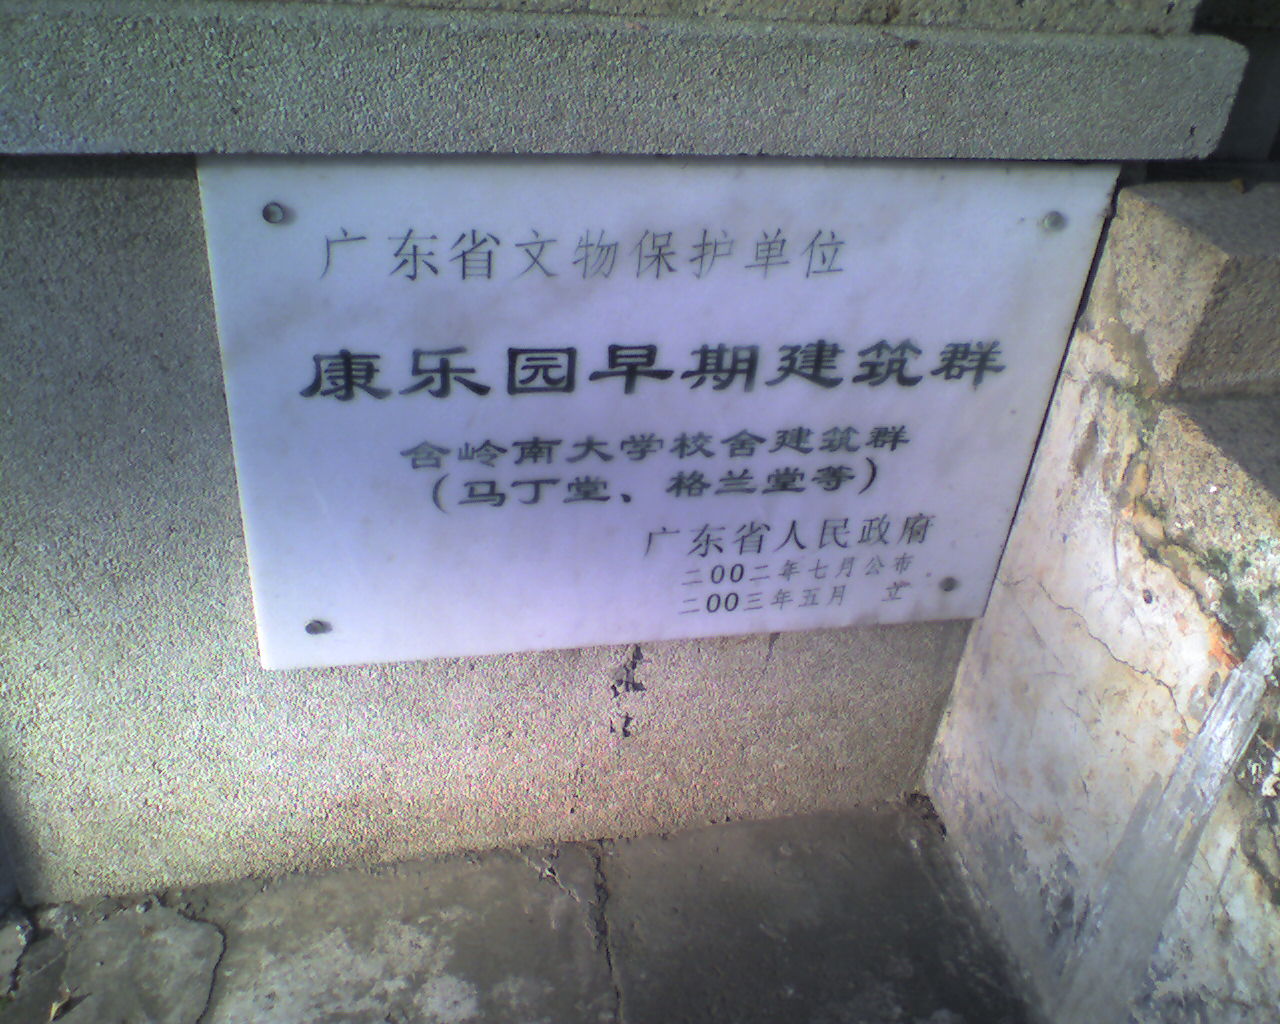 广东省文物保护单位
康乐园早期建筑群
含岭南大学校舍建筑群
（马丁堂、格兰堂等）
广东省人民政府
二00二年七月公布
二00三年五月 立